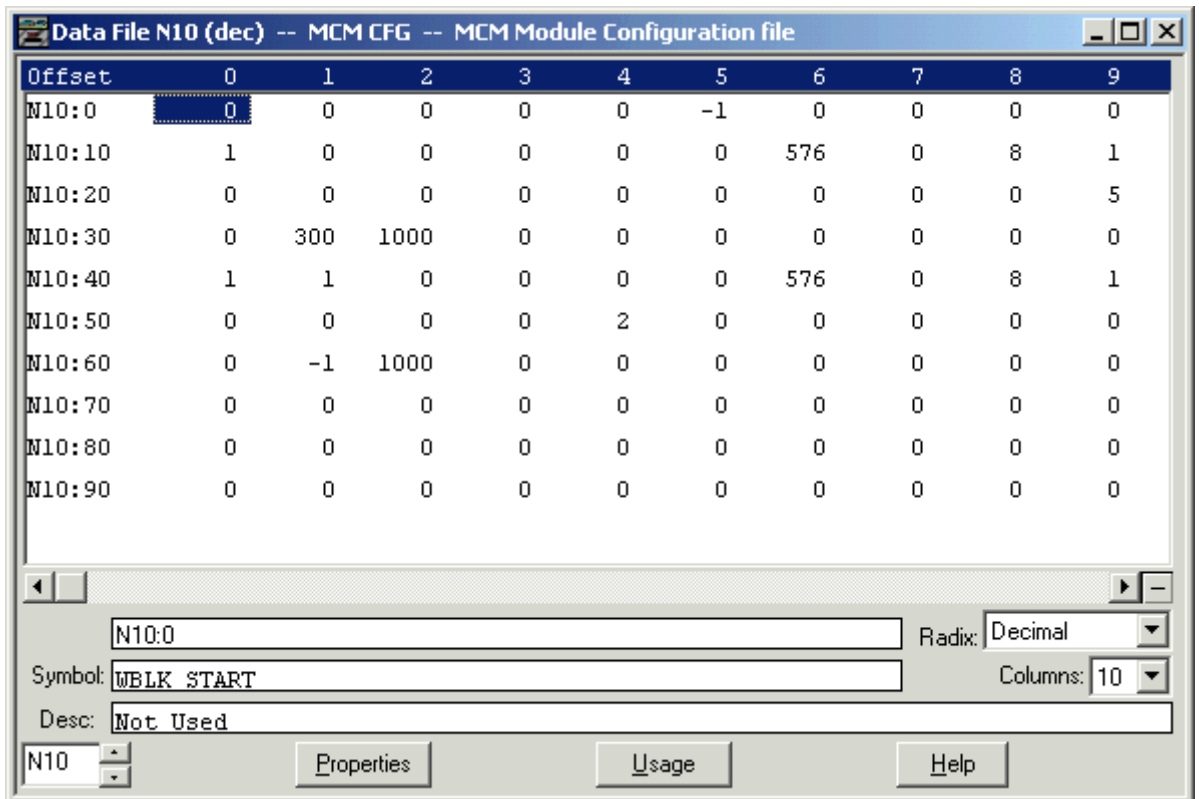 Data File N10 (dec) -- MCM CFG -- MCM Module Configuration file
Offset 0 1 2 3 4 5 6 7 8 9
N10:0 0 0 0 0 0 -1 0 0 0 0
N10:10 1 0 0 0 0 0 576 0 8 1
N10:20 0 0 0 0 0 0 0 0 0 5
N10:30 0 300 1000 0 0 0 0 0 0 0
N10:40 1 1 0 0 0 0 576 0 8 1
N10:50 0 0 0 0 2 0 0 0 0 0
N10:60 0 -1 1000 0 0 0 0 0 0 0
N10:70 0 0 0 0 0 0 0 0 0 0
N10:80 0 0 0 0 0 0 0 0 0 0
N10:90 0 0 0 0 0 0 0 0 0 0
N10:0 Radix: Decimal
Symbol: WBLK START Columns: 10
Desc: Not Used
N10 Properties Usage Help